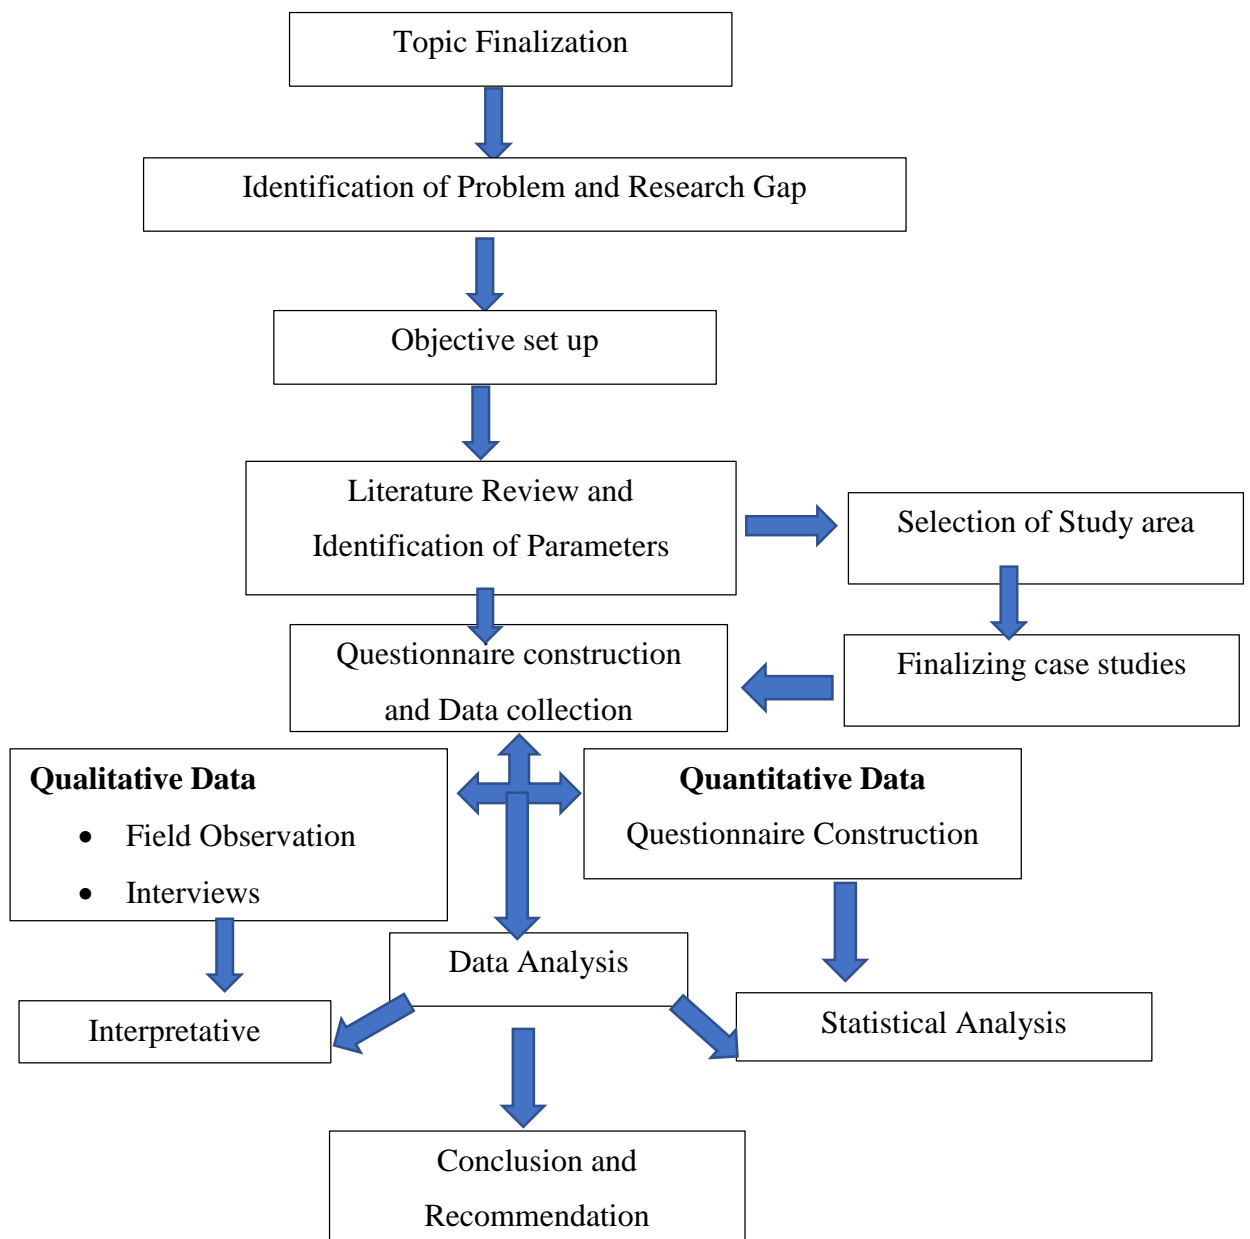 Topic Finalization
Identification of Problem and Research Gap
Objective set up
Literature Review and
Identification of Parameters
Selection of Study area
Questionnaire construction
and Data collection
Finalizing case studies
Qualitative Data
• Field Observation
• Interviews
Quantitative Data
Questionnaire Construction
Data Analysis
Interpretative
Statistical Analysis
Conclusion and
Recommendation